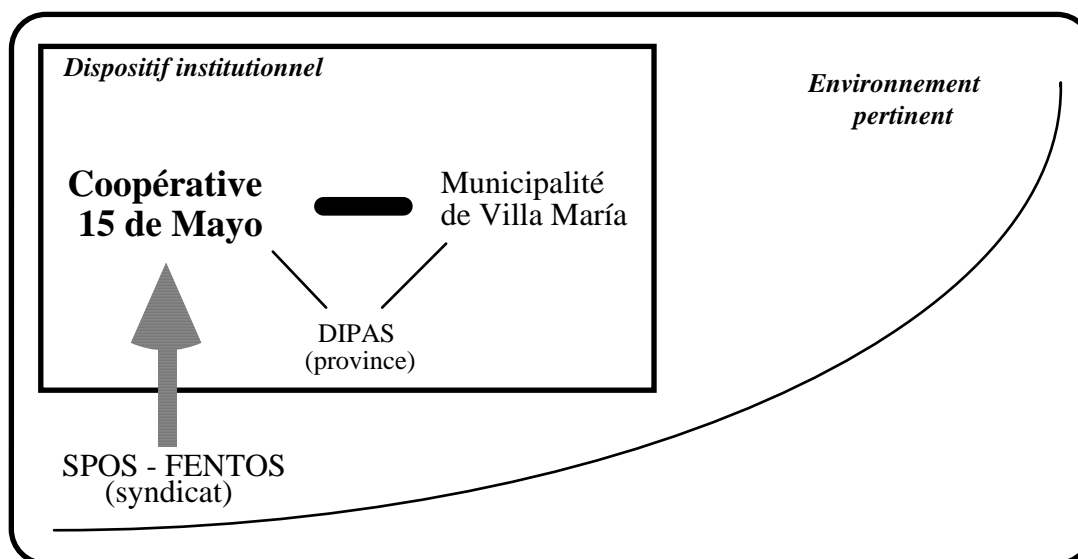 Dispositif institutionnel
Environnement
pertinent
Coopérative
15 de Mayo
Municipalité
de Villa María
DIPAS
(province)
SPOS - FENTOS
(syndicat)